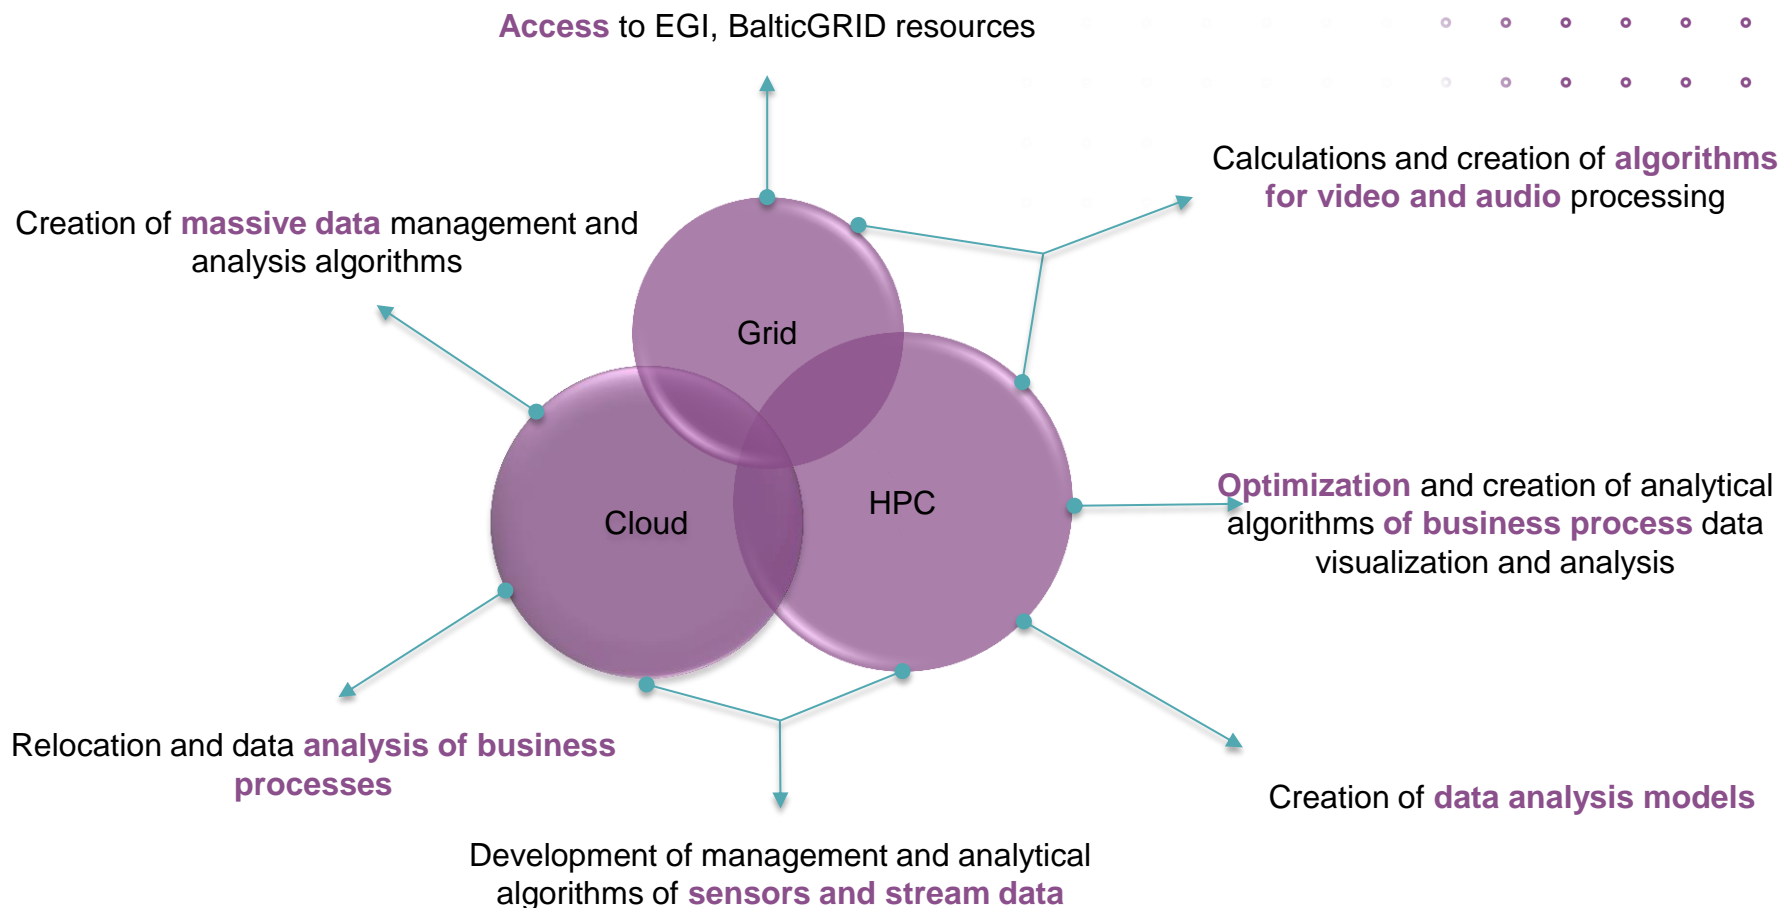 Access to EGI, BalticGRID resources
Calculations and creation of algorithms
for video and audio processing
Creation of massive data management and
analysis algorithms
Grid
HPC
Cloud
Optimization and creation of analytical
algorithms of business process data
visualization and analysis
Relocation and data analysis of business
processes
Creation of data analysis models
Development of management and analytical
algorithms of sensors and stream data